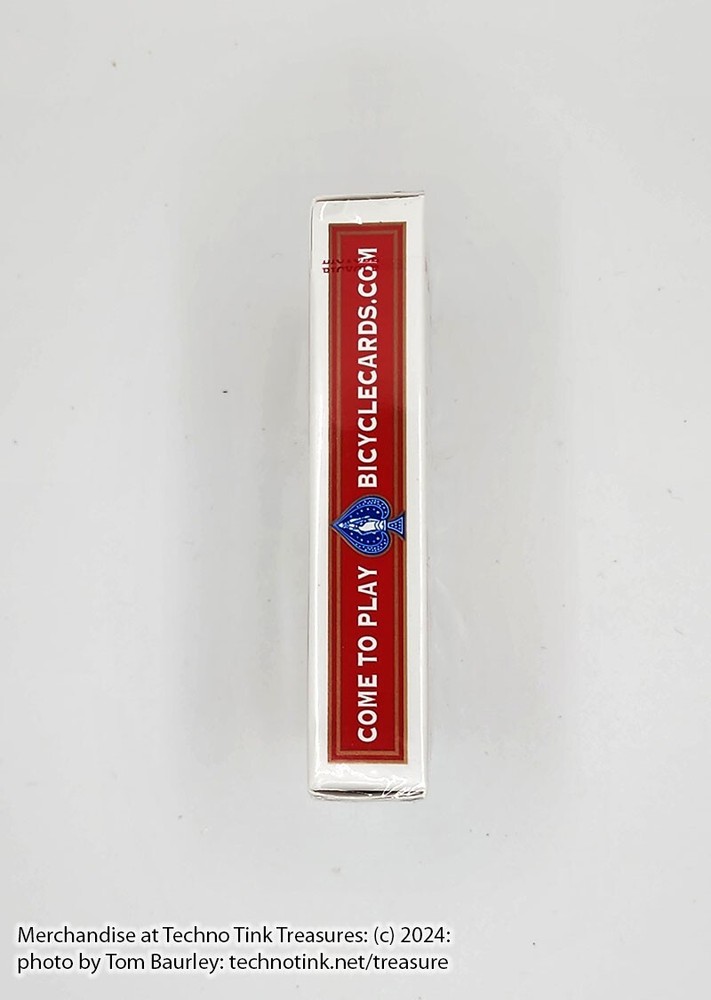 COME TO PLAY BICYCLECARDS.COM
Merchandise at Techno Tink Treasures: (c) 2024:
photo by Tom Baurley: technotink.net/treasure